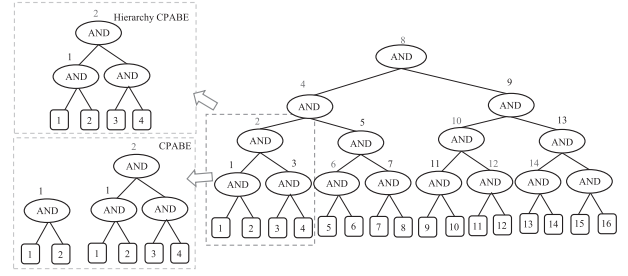 2 Hierarchy CPABE
AND
1
AND AND
1 2 3 4
CPABE
2
AND
1 1
AND AND AND
1 2 1 2 3 4
8
AND
4 9
AND AND
2 5 10 13
AND AND AND AND
1 3 6 7 11 12 14
AND AND AND AND AND AND AND AND
1 2 3 4 5 6 7 8 9 10 11 12 13 14 15 16